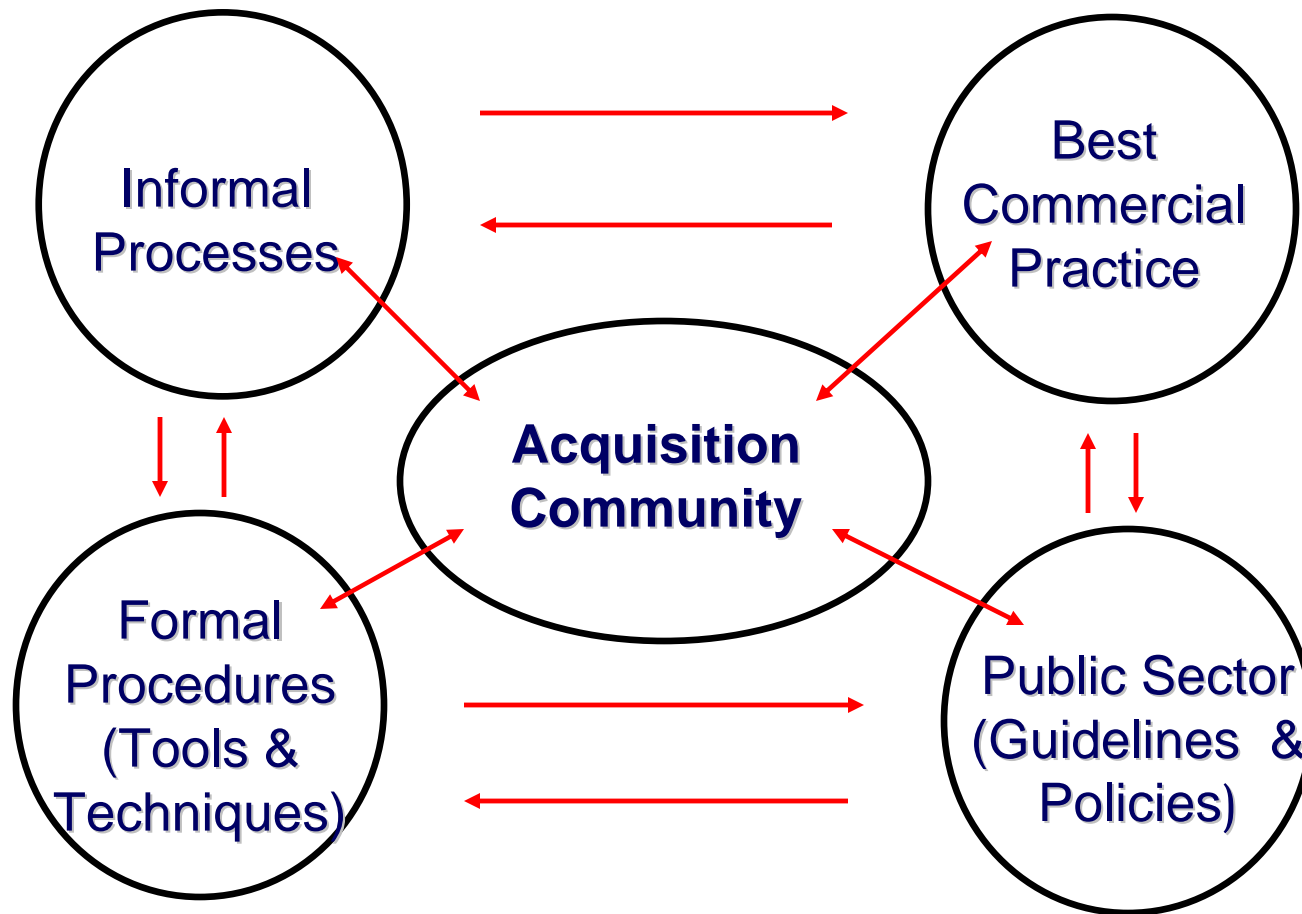 Informal
Processes
Best
Commercial
Practice
Acquisition
Community
Formal
Procedures
(Tools &
Techniques)
Public Sector
(Guidelines &
Policies)